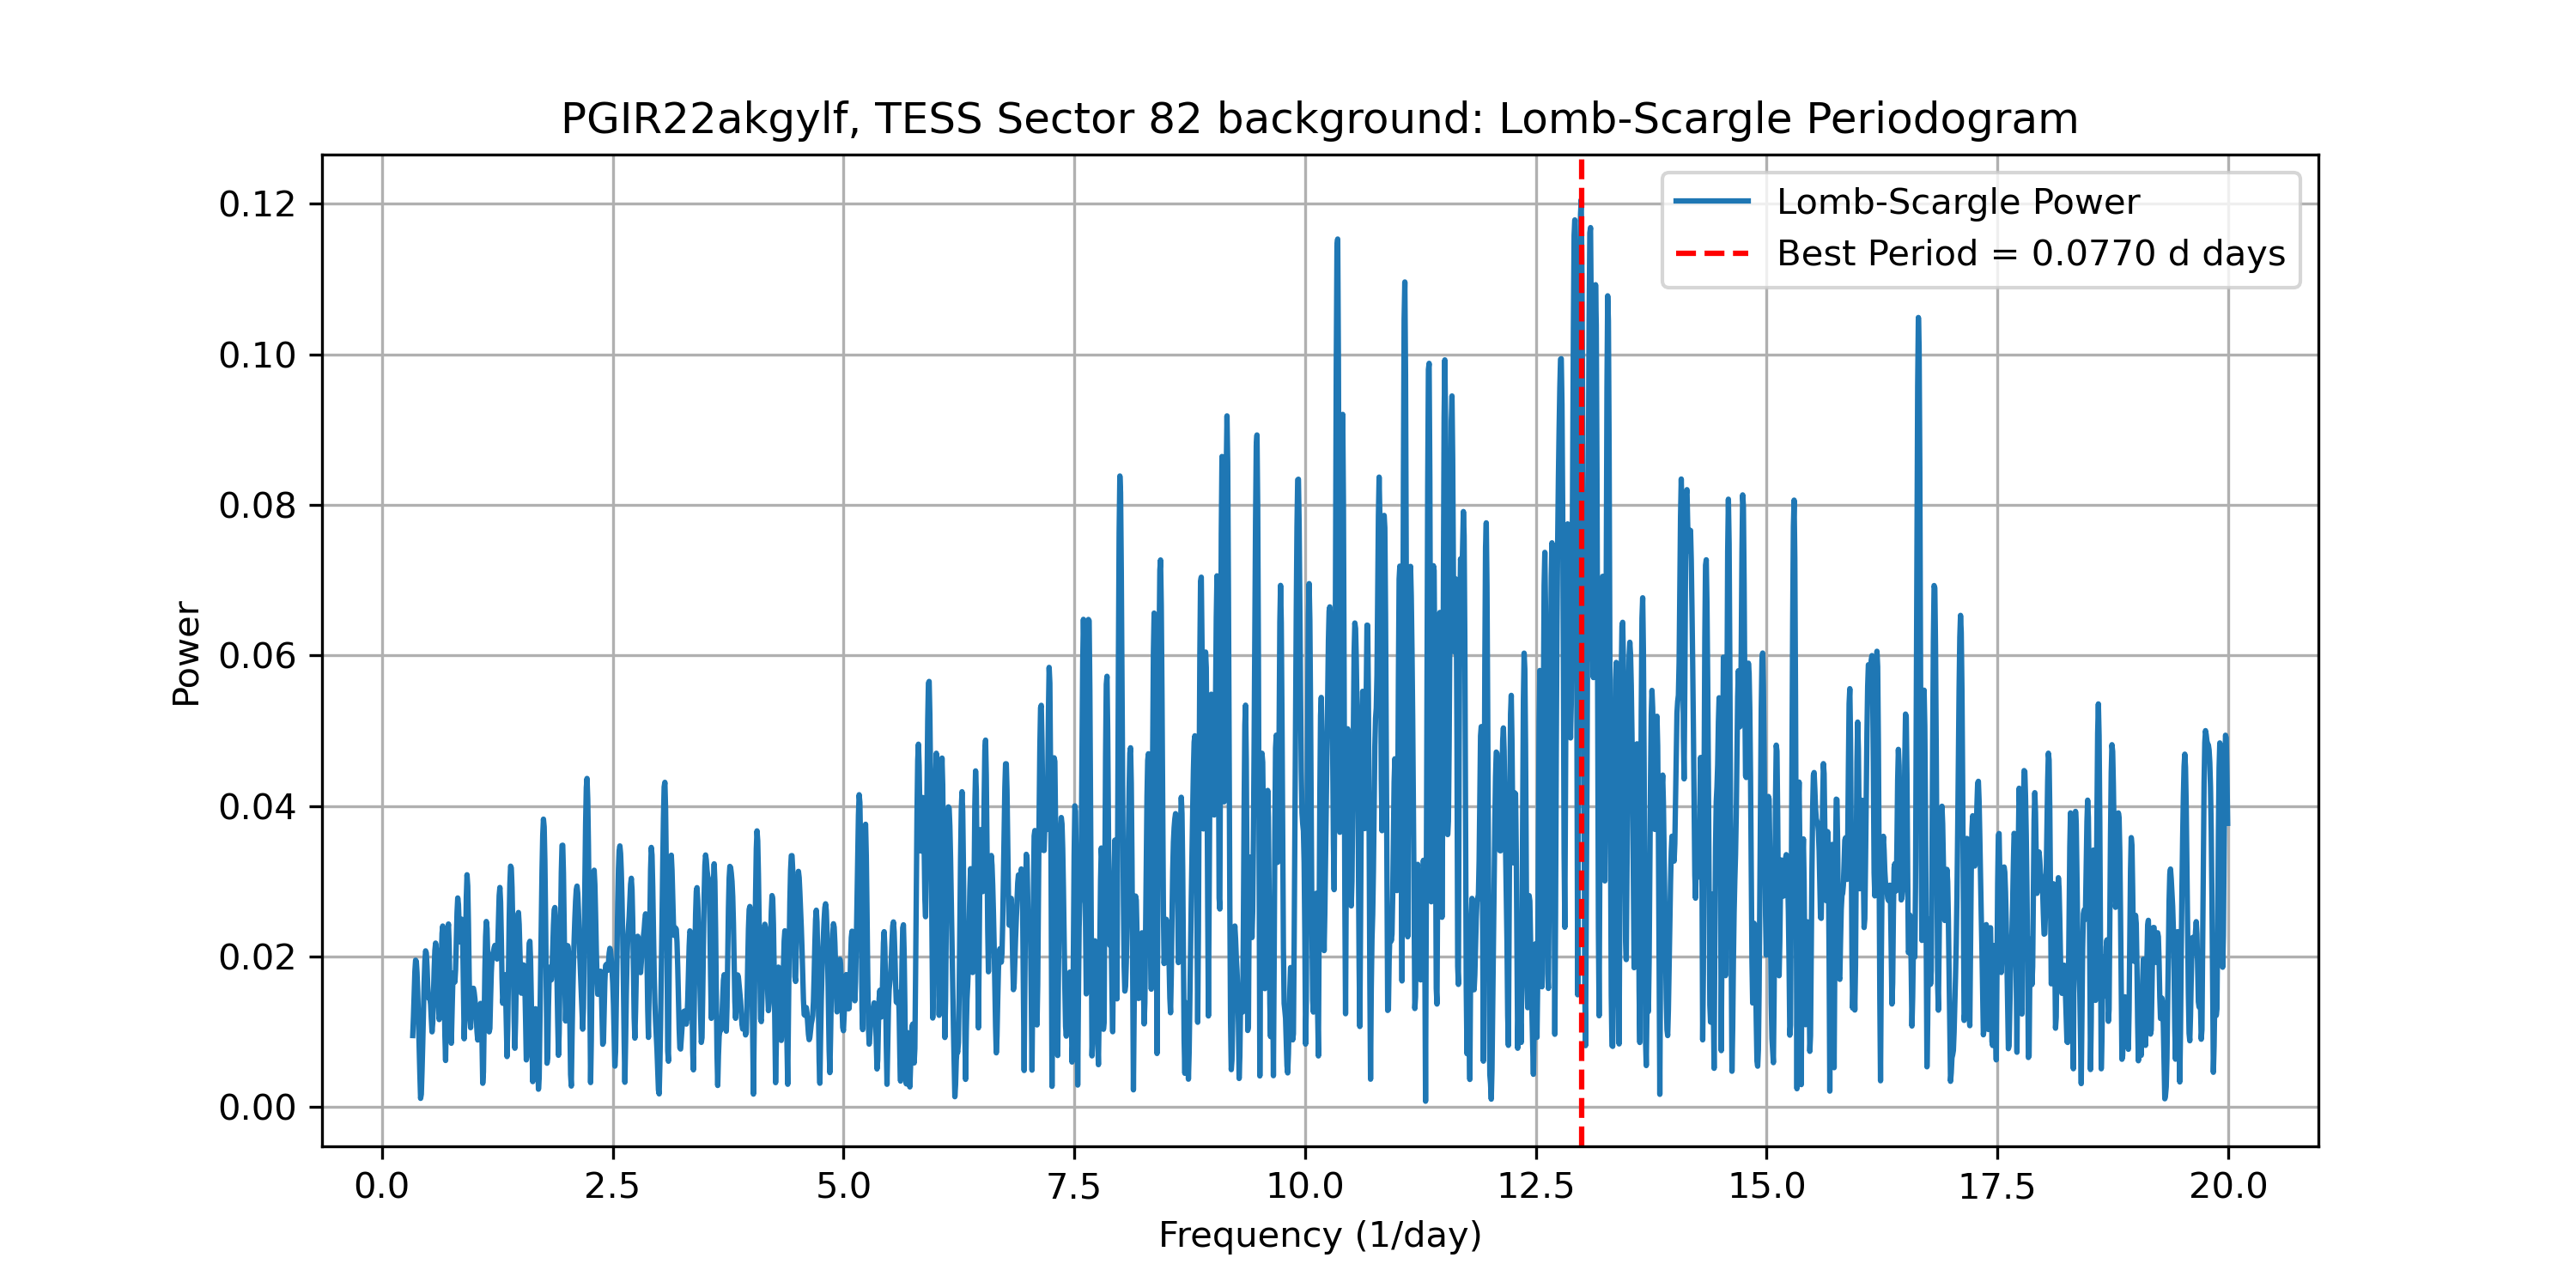 PGIR22akgylf, TESS Sector 82 background: Lomb-Scargle Periodogram
Lomb-Scargle Power
Best Period = 0.0770 d days
0.12
0.10
0.08
0.06
0.04
0.02
0.00
Power
0.0 2.5 5.0 7.5 10.0 12.5 15.0 17.5 20.0
Frequency (1/day)